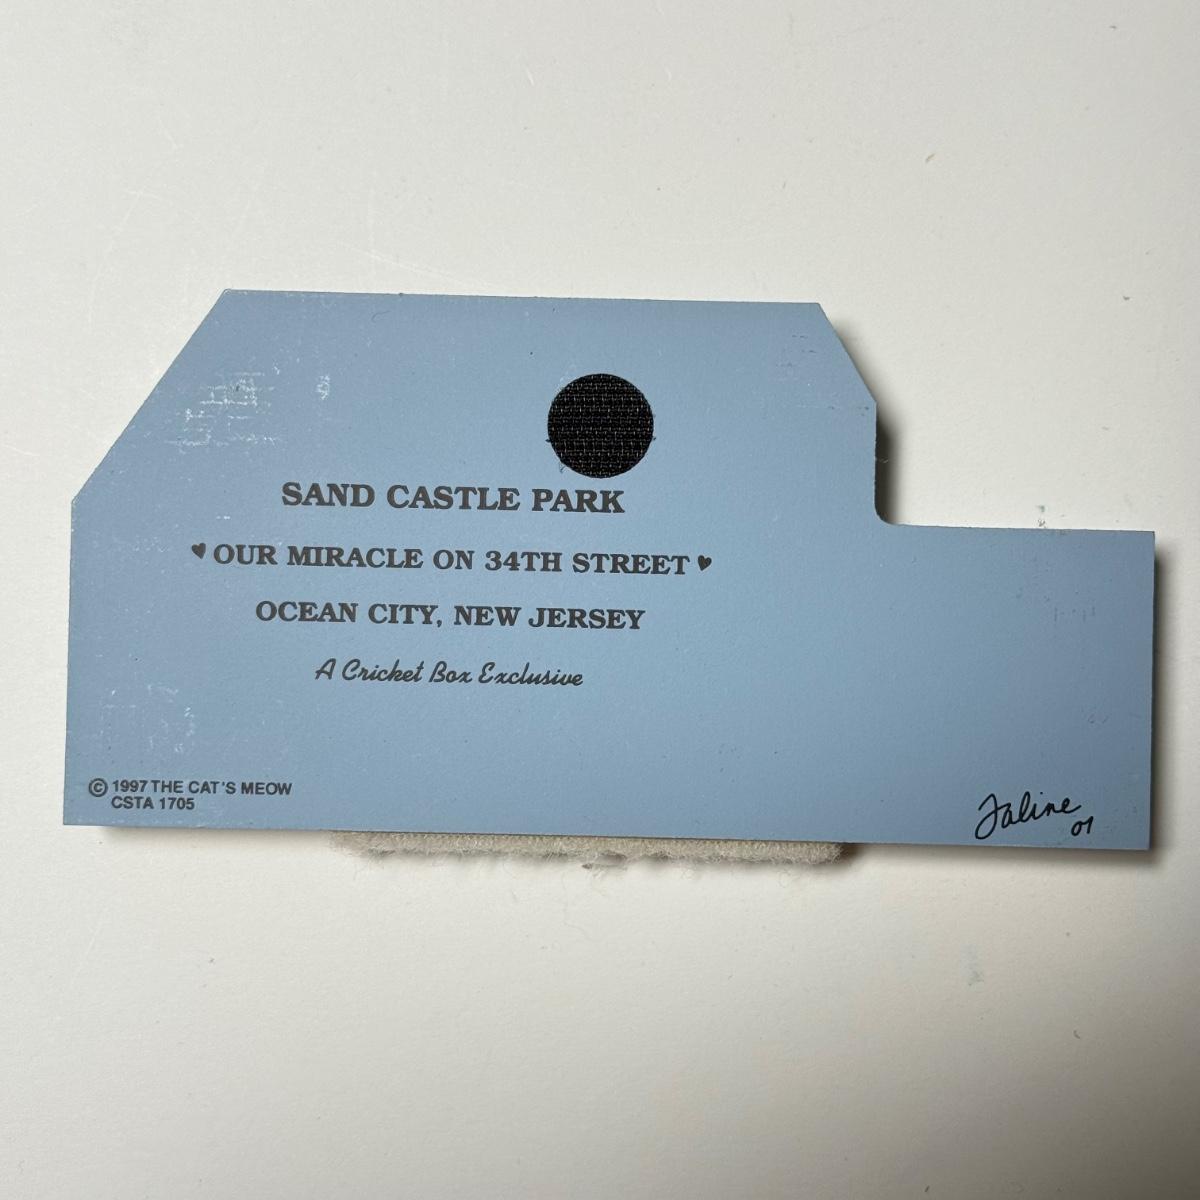 SAND CASTLE PARK
♥ OUR MIRACLE ON 34TH STREET ♥
OCEAN CITY, NEW JERSEY
A Cricket Box Exclusive
© 1997 THE CAT'S MEOW
CSTA 1705
Faline
01